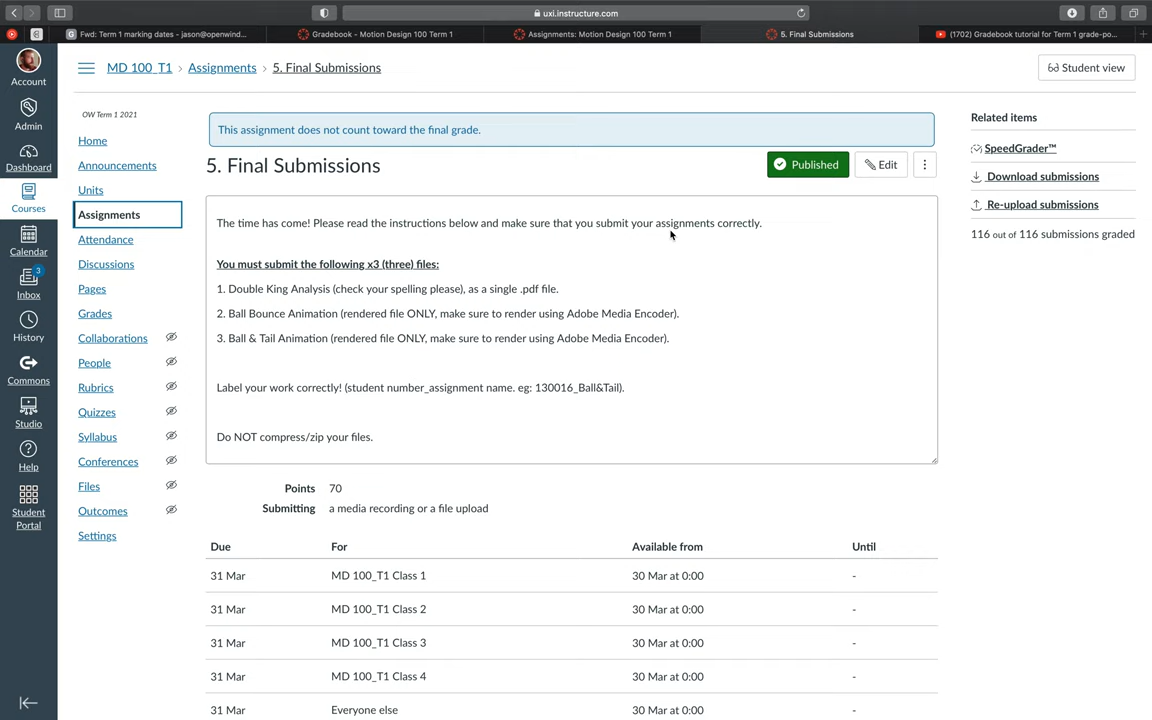 uxi.instructure.com
Fwd: Term 1 marking dates - jason@openwind...
Gradebook - Motion Design 100 Term 1
Assignments: Motion Design 100 Term 1
5. Final Submissions
(1702) Gradebook tutorial for Term 1 grade-po...
Account
Admin
Dashboard
Courses
Calendar
3
Inbox
History
Commons
Studio
Help
Student
Portal
MD 100_T1 › Assignments › 5. Final Submissions
Student view
OW Term 1 2021
Home
Announcements
Units
Assignments
Attendance
Discussions
Pages
Grades
Collaborations
People
Rubrics
Quizzes
Syllabus
Conferences
Files
Outcomes
Settings
This assignment does not count toward the final grade.
5. Final Submissions
Published
Edit
The time has come! Please read the instructions below and make sure that you submit your assignments correctly.
You must submit the following x3 (three) files:
1. Double King Analysis (check your spelling please), as a single .pdf file.
2. Ball Bounce Animation (rendered file ONLY, make sure to render using Adobe Media Encoder).
3. Ball & Tail Animation (rendered file ONLY, make sure to render using Adobe Media Encoder).
Label your work correctly! (student number_assignment name. eg: 130016_Ball&Tail).
Do NOT compress/zip your files.
Points 70
Submitting a media recording or a file upload
Due For Available from Until
31 Mar MD 100_T1 Class 1 30 Mar at 0:00 -
31 Mar MD 100_T1 Class 2 30 Mar at 0:00 -
31 Mar MD 100_T1 Class 3 30 Mar at 0:00 -
31 Mar MD 100_T1 Class 4 30 Mar at 0:00 -
31 Mar Everyone else 30 Mar at 0:00 -
Related items
SpeedGrader™
Download submissions
Re-upload submissions
116 out of 116 submissions graded